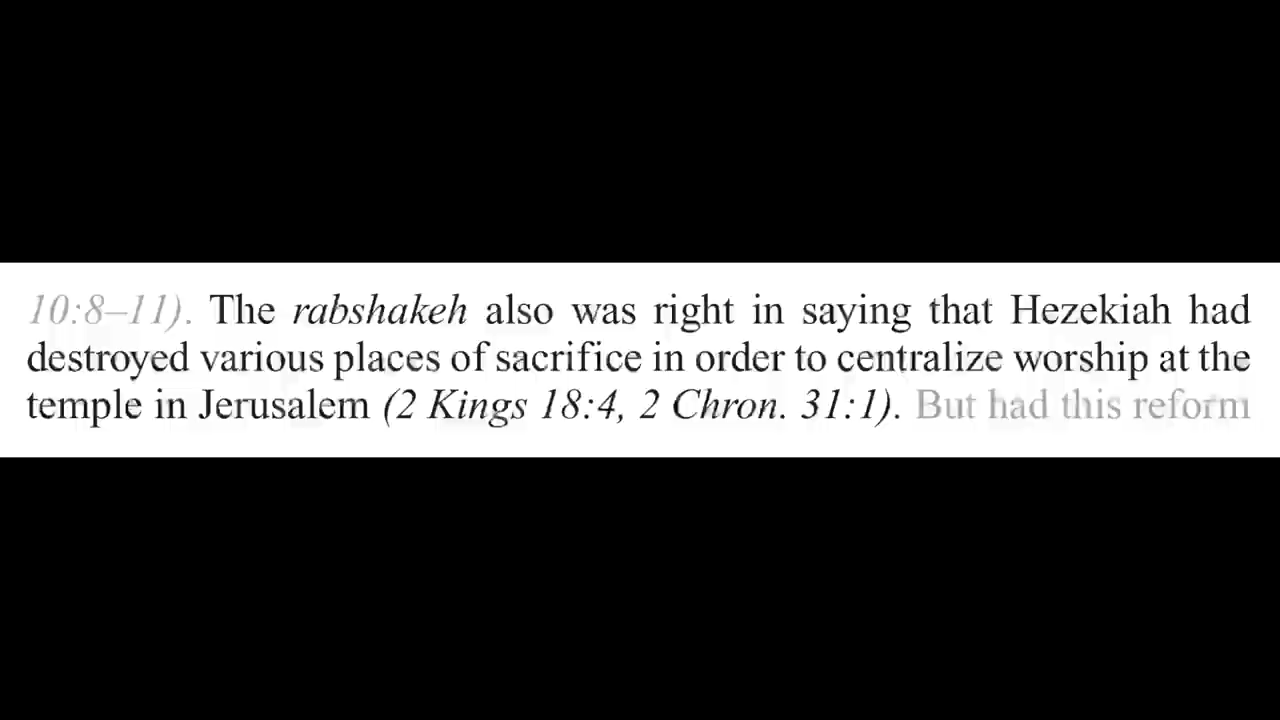 10:8–11). The rabshakeh also was right in saying that Hezekiah had
destroyed various places of sacrifice in order to centralize worship at the
temple in Jerusalem (2 Kings 18:4, 2 Chron. 31:1). But had this reform